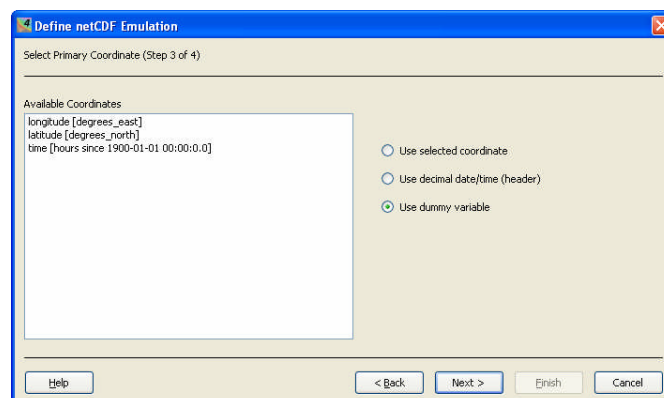 4 Define netCDF Emulation
Select Primary Coordinate (Step 3 of 4)
Available Coordinates
longitude [degrees_east]
latitude [degrees_north]
time [hours since 1900-01-01 00:00:0.0]
Use selected coordinate
Use decimal date/time (header)
Use dummy variable
Help
< Back
Next >
Finish
Cancel